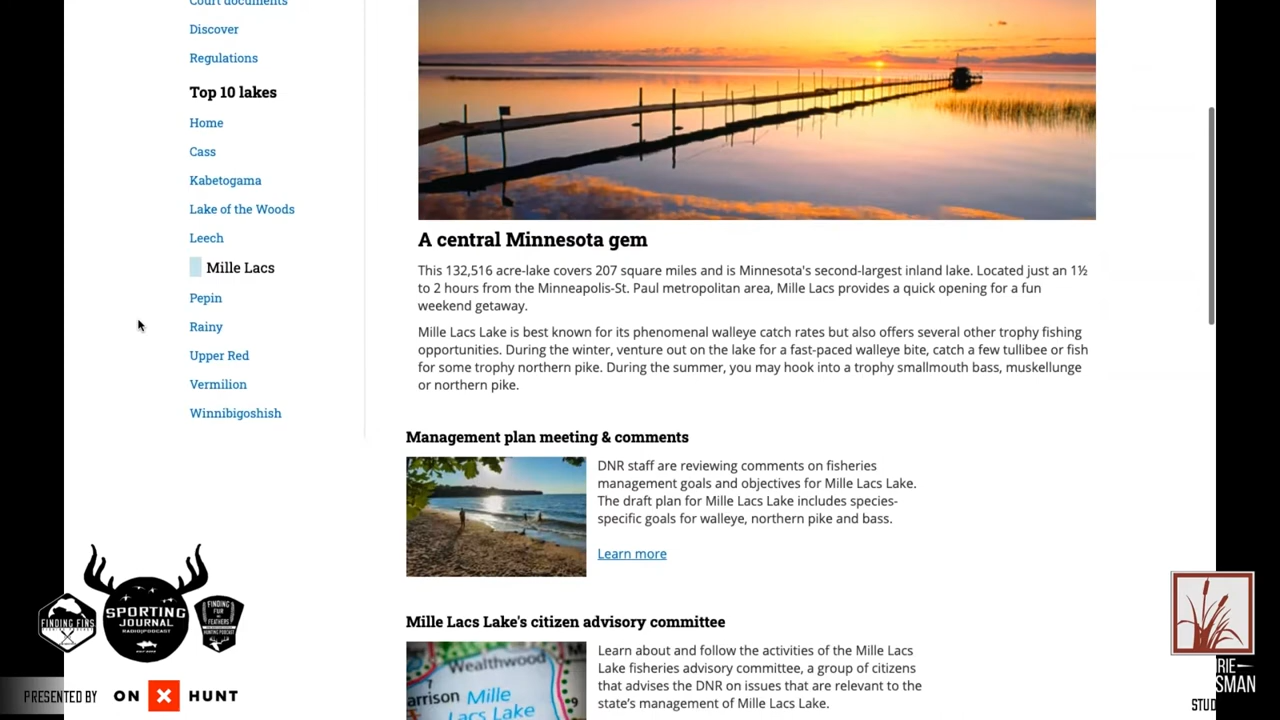 Court documents
Discover
Regulations
Top 10 lakes
Home
Cass
Kabetogama
Lake of the Woods
Leech
Mille Lacs
Pepin
Rainy
Upper Red
Vermilion
Winnibigoshish
A central Minnesota gem
This 132,516 acre-lake covers 207 square miles and is Minnesota's second-largest inland lake. Located just an 1½
to 2 hours from the Minneapolis-St. Paul metropolitan area, Mille Lacs provides a quick opening for a fun
weekend getaway.
Mille Lacs Lake is best known for its phenomenal walleye catch rates but also offers several other trophy fishing
opportunities. During the winter, venture out on the lake for a fast-paced walleye bite, catch a few tullibee or fish
for some trophy northern pike. During the summer, you may hook into a trophy smallmouth bass, muskellunge
or northern pike.
Management plan meeting & comments
DNR staff are reviewing comments on fisheries
management goals and objectives for Mille Lacs Lake.
The draft plan for Mille Lacs Lake includes species-
specific goals for walleye, northern pike and bass.
Learn more
Mille Lacs Lake's citizen advisory committee
Learn about and follow the activities of the Mille Lacs
Lake fisheries advisory committee, a group of citizens
that advises the DNR on issues that are relevant to the
state's management of Mille Lacs Lake.
Wealthwood
7
arrison
Mille
Lacs Lake
9
FINDING FINS
SPORTING
JOURNAL
RADIO|PODCAST
FINDING
FUR
FEATHERS
HUNTING PODCAST
PRESENTED BY
ON X HUNT
RIE
SMAN
STUD